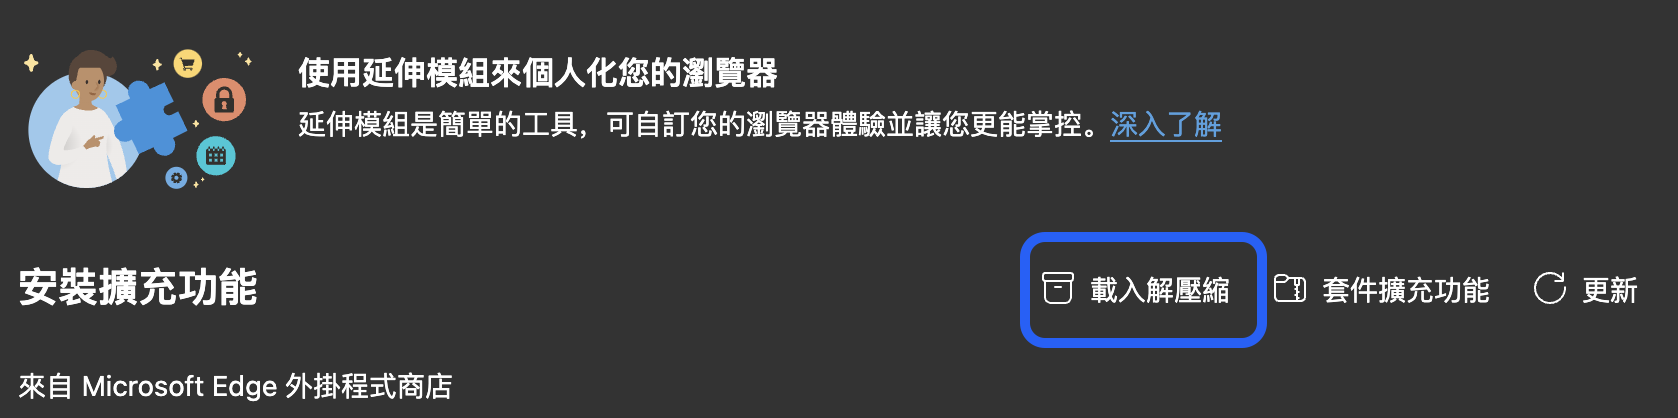 使用延伸模組來個人化您的瀏覽器
延伸模組是簡單的工具，可自訂您的瀏覽器體驗並讓您更能掌控。深入了解
安裝擴充功能
載入解壓縮
套件擴充功能
更新
來自 Microsoft Edge 外掛程式商店